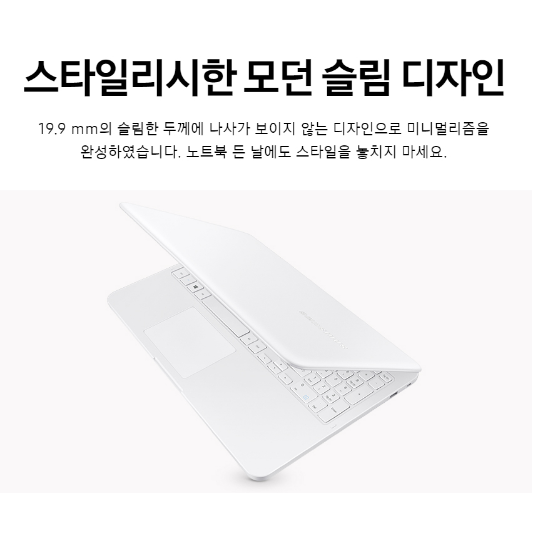 스타일리시한 모던 슬림 디자인
19.9 mm의 슬림한 두께에 나사가 보이지 않는 디자인으로 미니멀리즘을
완성하였습니다. 노트북 든 날에도 스타일을 놓치지 마세요.